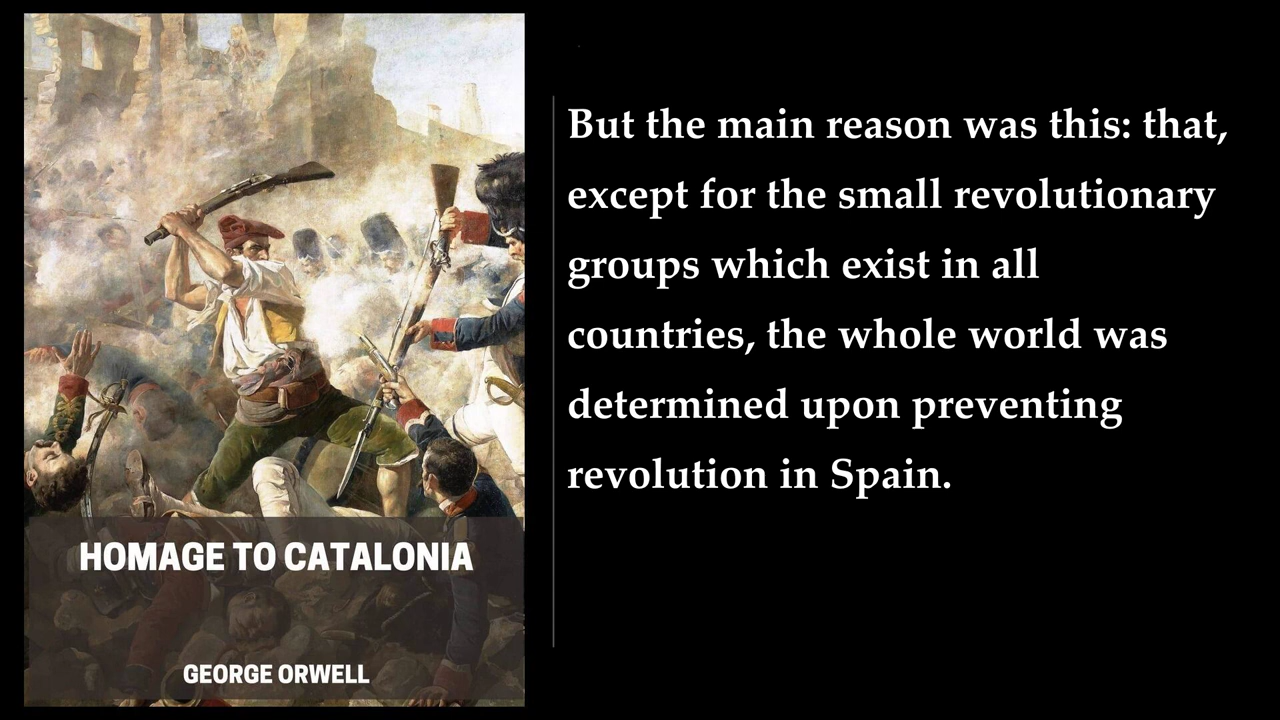 HOMAGE TO CATALONIA
GEORGE ORWELL
But the main reason was this: that,
except for the small revolutionary
groups which exist in all
countries, the whole world was
determined upon preventing
revolution in Spain.